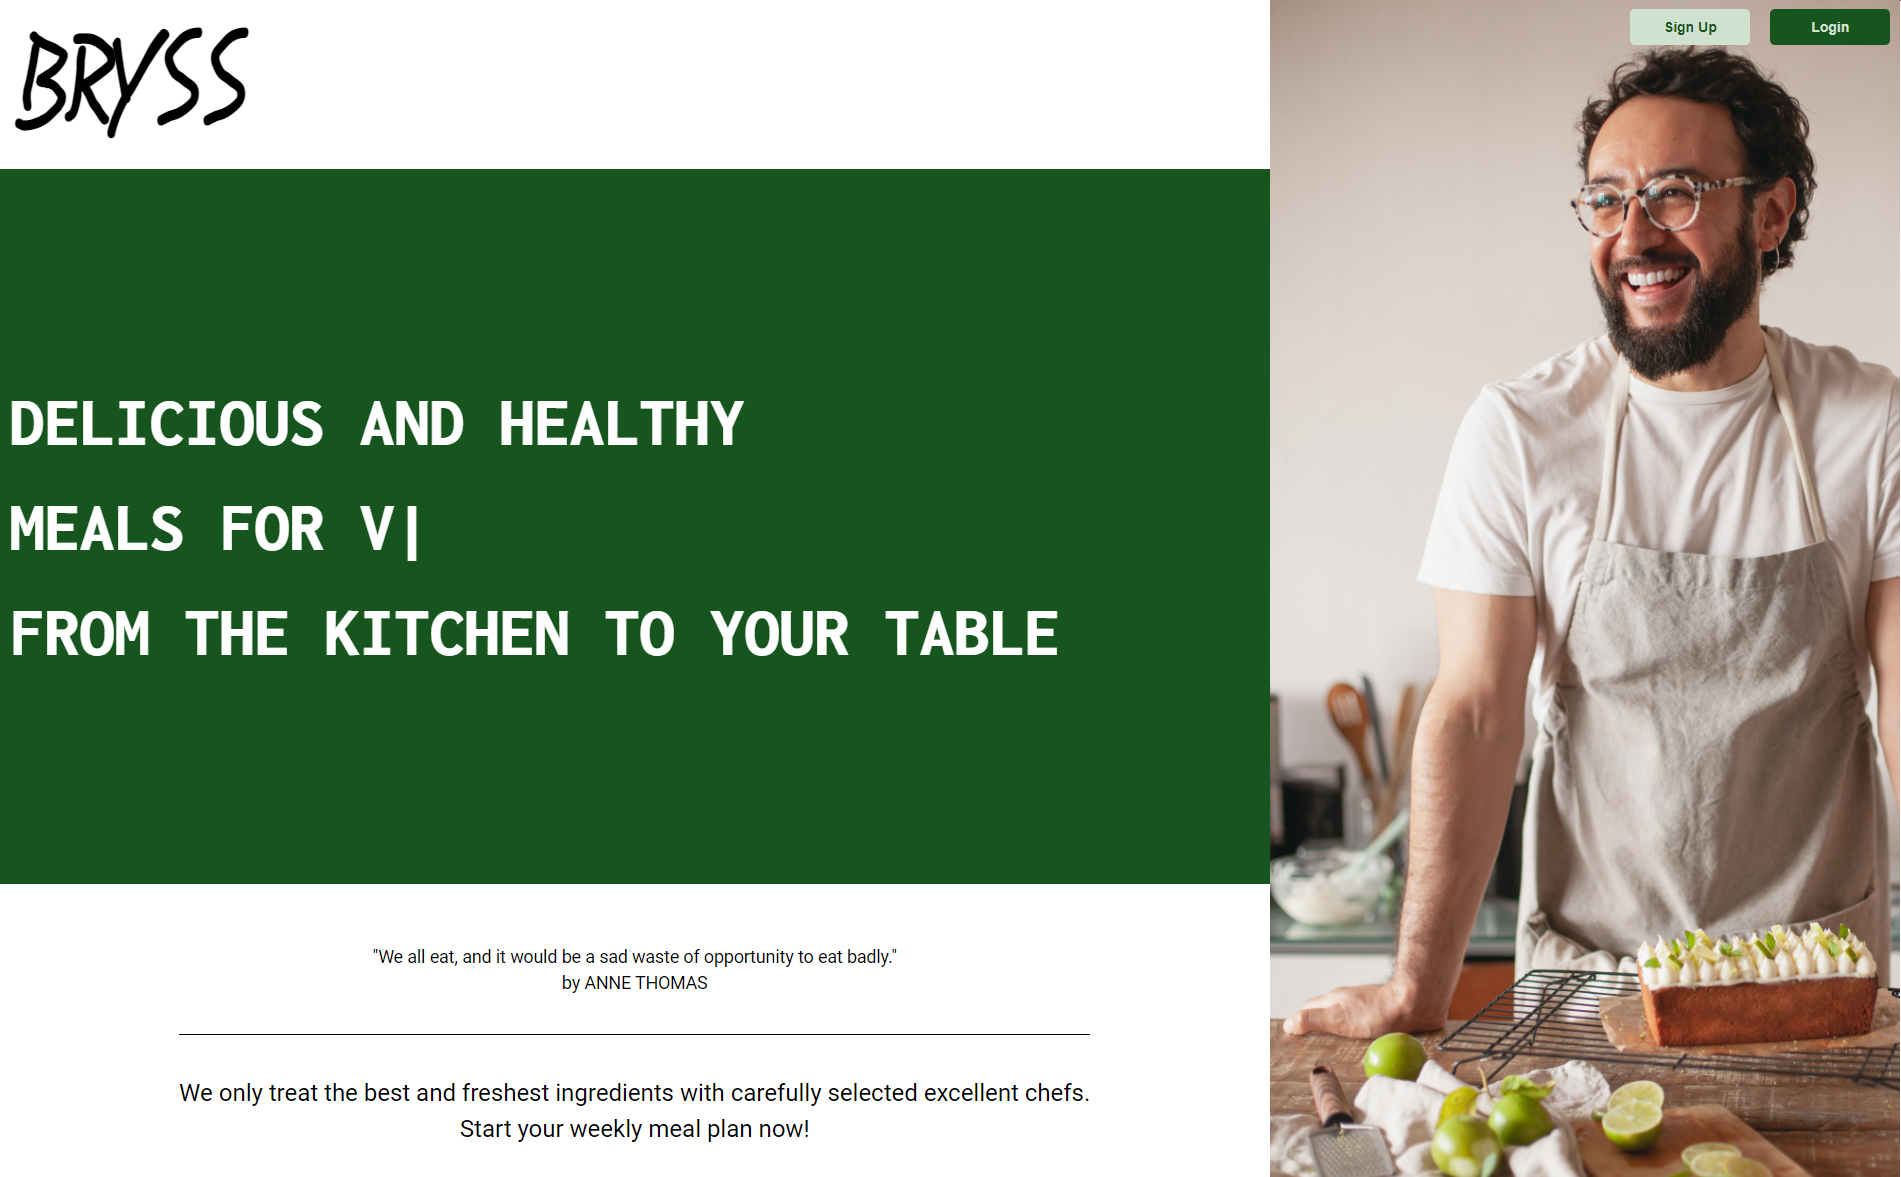 BRYSS
Sign Up
Login
DELICIOUS AND HEALTHY
MEALS FOR V|
FROM THE KITCHEN TO YOUR TABLE
"We all eat, and it would be a sad waste of opportunity to eat badly."
by ANNE THOMAS
We only treat the best and freshest ingredients with carefully selected excellent chefs.
Start your weekly meal plan now!